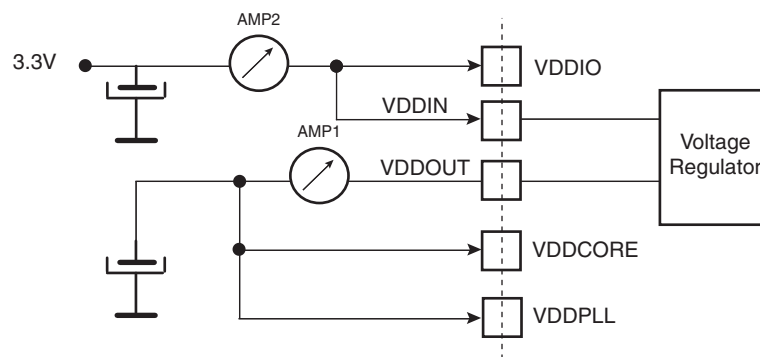 AMP2
3.3V
VDDIO
VDDIN
Voltage
Regulator
AMP1
VDDOUT
VDDCORE
VDDPLL